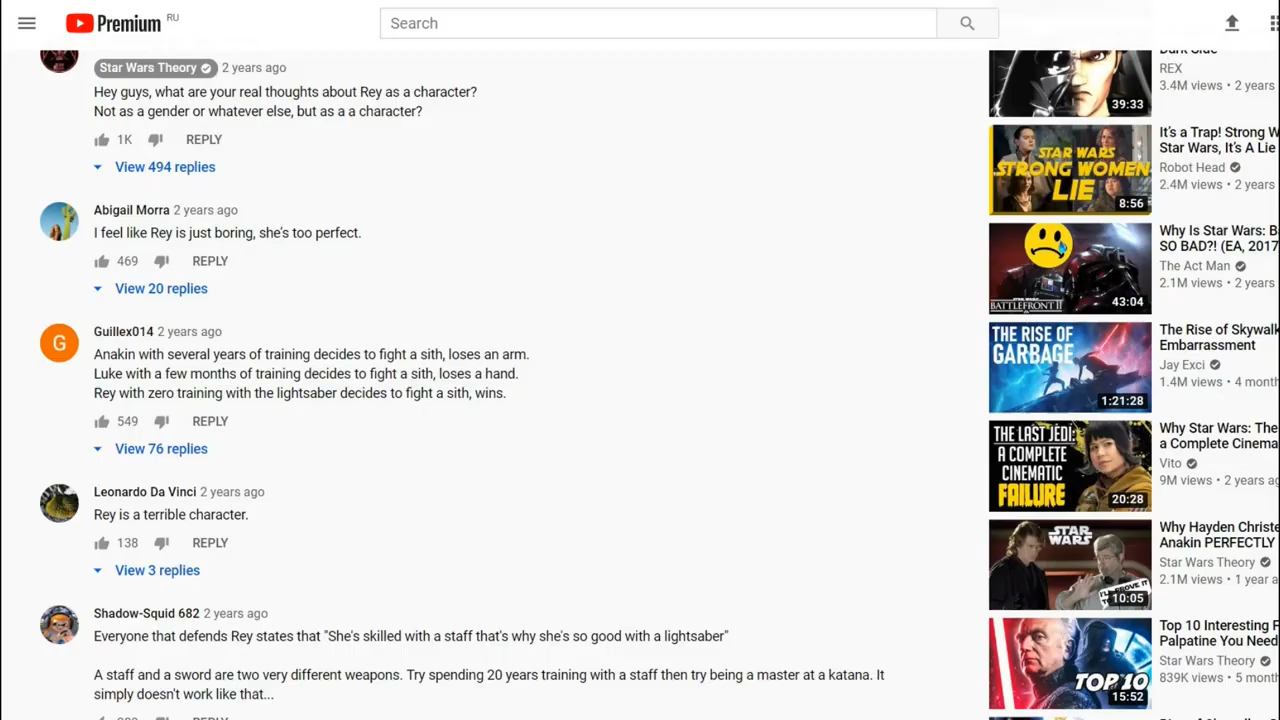 Premium RU
Search
Star Wars Theory 2 years ago
Hey guys, what are your real thoughts about Rey as a character?
Not as a gender or whatever else, but as a a character?
1K REPLY
View 494 replies
Abigail Morra 2 years ago
I feel like Rey is just boring, she's too perfect.
469 REPLY
View 20 replies
G
Guillex014 2 years ago
Anakin with several years of training decides to fight a sith, loses an arm.
Luke with a few months of training decides to fight a sith, loses a hand.
Rey with zero training with the lightsaber decides to fight a sith, wins.
549 REPLY
View 76 replies
Leonardo Da Vinci 2 years ago
Rey is a terrible character.
138 REPLY
View 3 replies
Shadow-Squid 682 2 years ago
Everyone that defends Rey states that "She's skilled with a staff that's why she's so good with a lightsaber"
A staff and a sword are two very different weapons. Try spending 20 years training with a staff then try being a master at a katana. It
simply doesn't work like that...
Dark Side
REX
3.4M views • 2 years
39:33
STAR WARS
STRONG WOMEN
LIE
8:56
It's a Trap! Strong W
Star Wars, It's A Lie
Robot Head
2.4M views • 2 years
STAR WARS
BATTLEFRONT II
43:04
Why Is Star Wars: B
SO BAD?! (EA, 2017
The Act Man
2.1M views • 2 years
THE RISE OF
GARBAGE
1:21:28
The Rise of Skywalk
Embarrassment
Jay Exci
1.4M views • 4 mont
THE LAST JEDI:
A COMPLETE
CINEMATIC
FAILURE
20:28
Why Star Wars: The
a Complete Cinema
Vito
9M views • 2 years ag
STAR
WARS
10:05
Why Hayden Christe
Anakin PERFECTLY
Star Wars Theory
2.1M views • 1 year a
TOP 10
15:52
Top 10 Interesting F
Palpatine You Need
Star Wars Theory
839K views • 5 mont